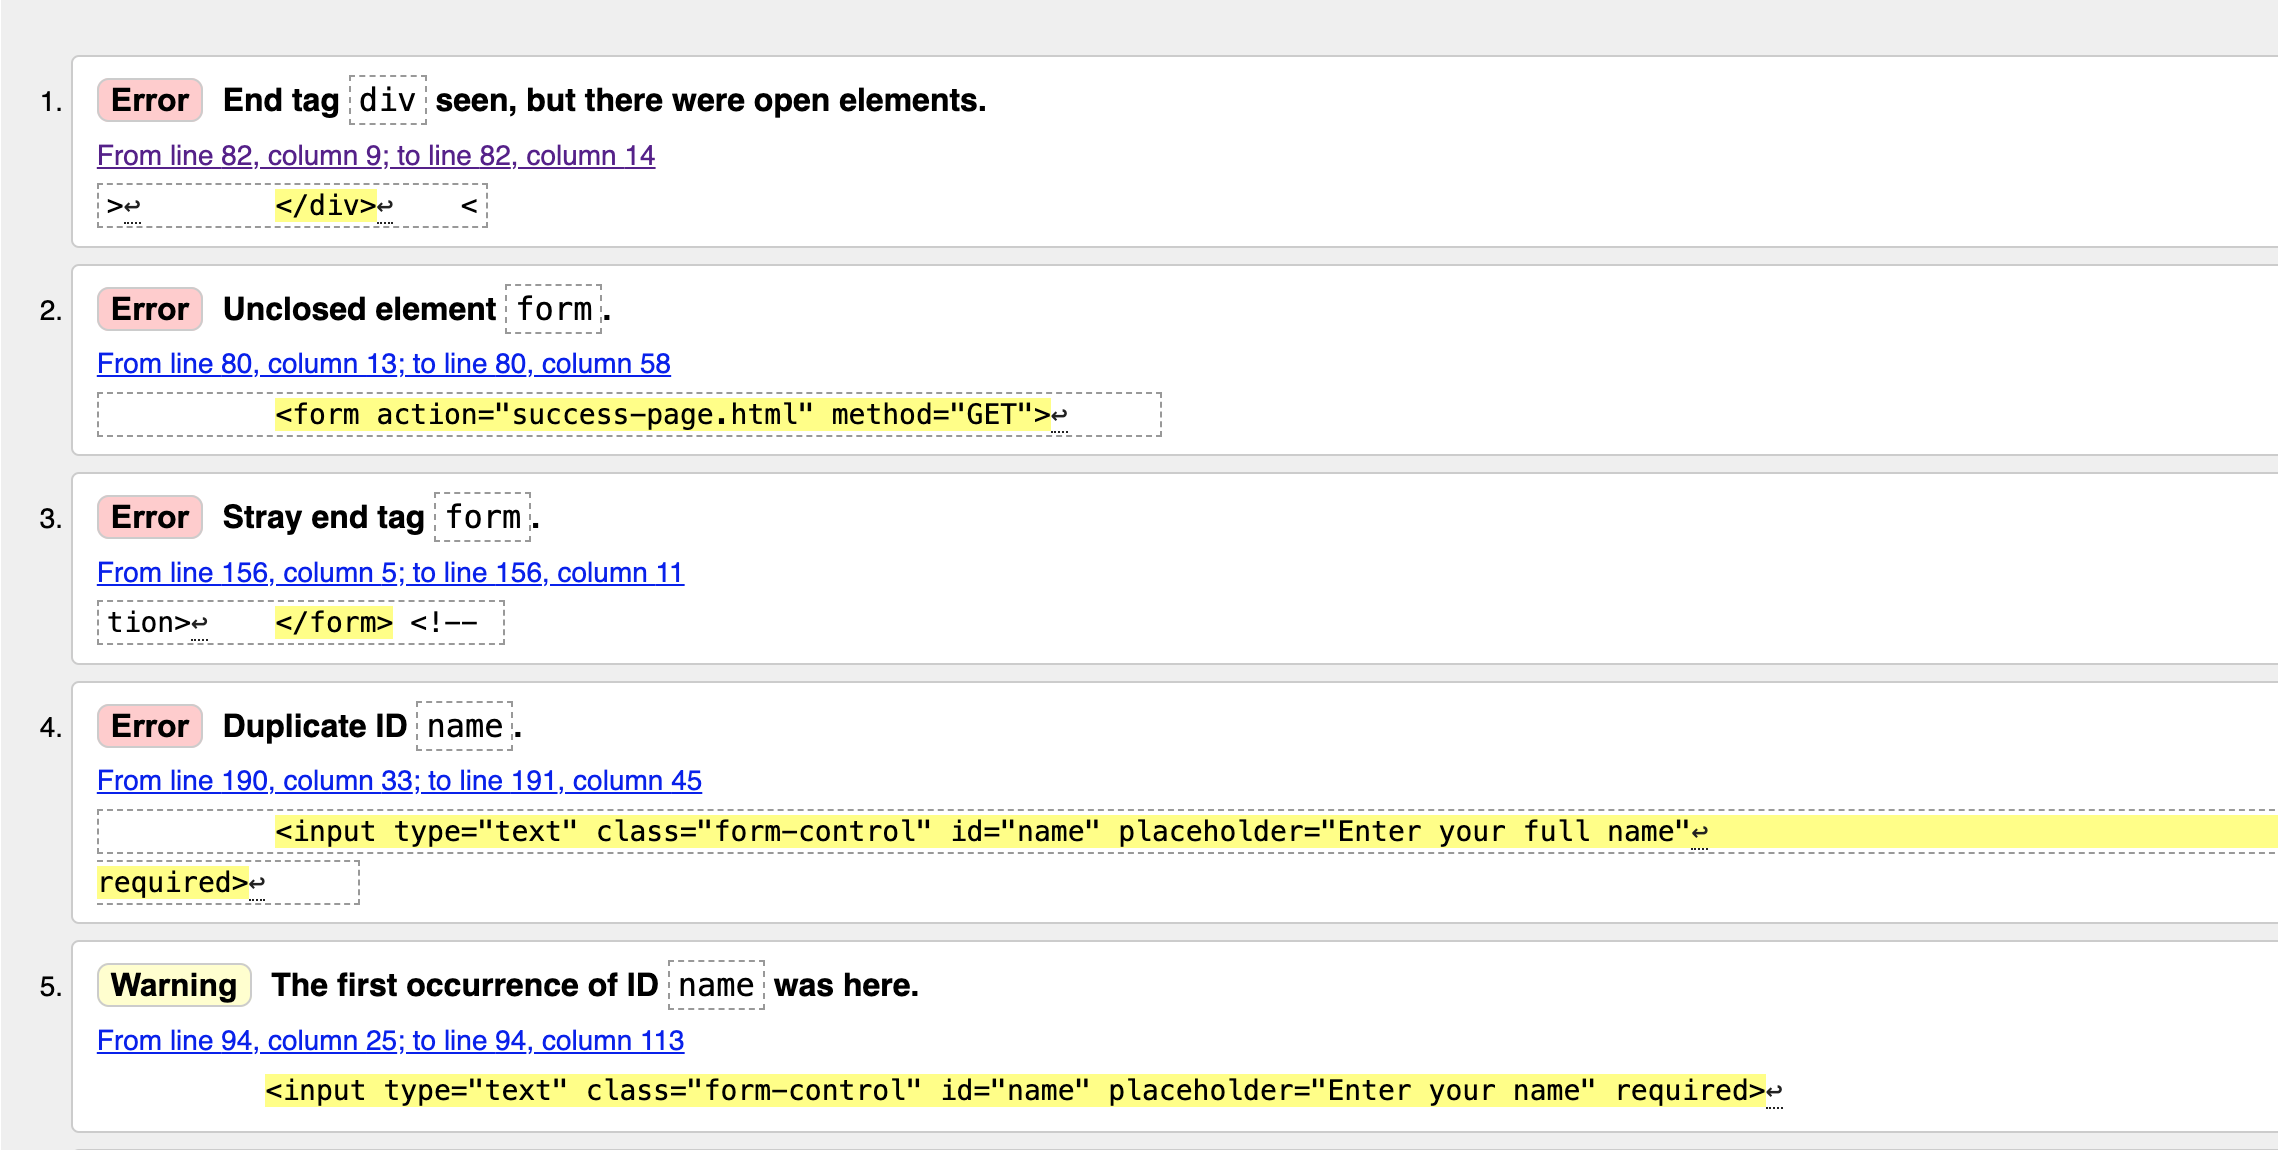 1. Error End tag div seen, but there were open elements.
From line 82, column 9; to line 82, column 14
>↩ </div>↩ <
2. Error Unclosed element form.
From line 80, column 13; to line 80, column 58
<form action="success-page.html" method="GET">↩
3. Error Stray end tag form.
From line 156, column 5; to line 156, column 11
tion>↩ </form> <!--
4. Error Duplicate ID name.
From line 190, column 33; to line 191, column 45
<input type="text" class="form-control" id="name" placeholder="Enter your full name"↩
required>↩
5. Warning The first occurrence of ID name was here.
From line 94, column 25; to line 94, column 113
<input type="text" class="form-control" id="name" placeholder="Enter your name" required>↩